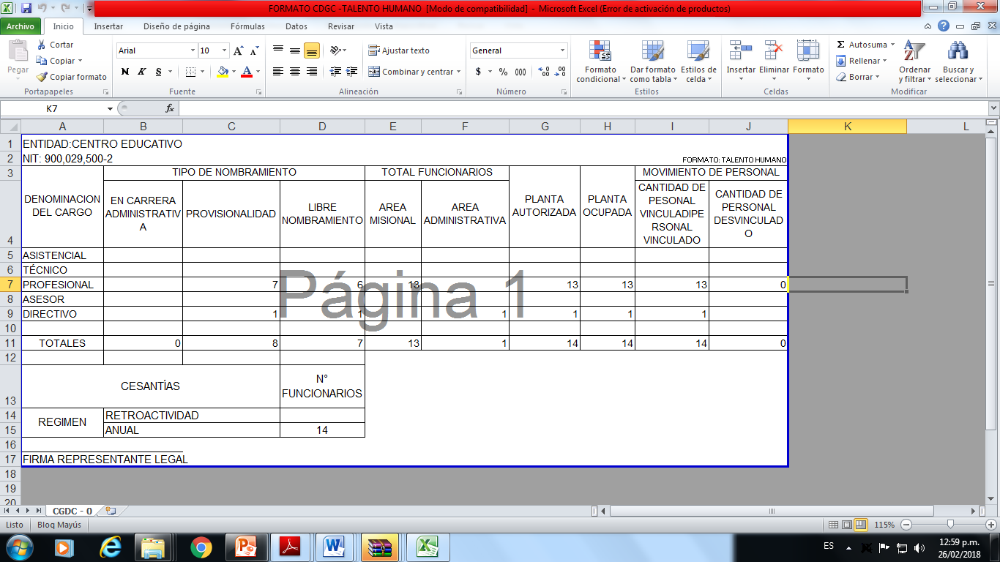 FORMATO CDGC -TALENTO HUMANO [Modo de compatibilidad] - Microsoft Excel (Error de activación de productos)
Archivo Inicio Insertar Diseño de página Fórmulas Datos Revisar Vista
Pegar
Cortar
Copiar
Copiar formato
Portapapeles
Arial 10
N K S
Fuente
Ajustar texto
Combinar y centrar
Alineación
General
$ % 000
Número
Formato condicional
Dar formato como tabla
Estilos de celda
Estilos
Insertar Eliminar Formato
Celdas
Autosuma
Rellenar
Borrar
Ordenar y filtrar
Buscar y seleccionar
Modificar
K7 fx
A B C D E F G H I J K L
1 ENTIDAD:CENTRO EDUCATIVO
2 NIT: 900,029,500-2 FORMATO: TALENTO HUMANO
3 TIPO DE NOMBRAMIENTO TOTAL FUNCIONARIOS MOVIMIENTO DE PERSONAL
DENOMINACION
DEL CARGO
EN CARRERA
ADMINISTRATIV
A
PROVISIONALIDAD
LIBRE
NOMBRAMIENTO
AREA
MISIONAL
AREA
ADMINISTRATIVA
PLANTA
AUTORIZADA
PLANTA
OCUPADA
CANTIDAD DE
PESONAL
VINCULADIPE
RSONAL
VINCULADO
CANTIDAD DE
PERSONAL
DESVINCULAD
O
4
5 ASISTENCIAL
6 TÉCNICO
7 PROFESIONAL 7 6 13 13 13 13 0
8 ASESOR
9 DIRECTIVO 1 1 1 1 1 1
10
11 TOTALES 0 8 7 13 1 14 14 14 0
Página 1
12
13 CESANTÍAS
N°
FUNCIONARIOS
REGIMEN
14 RETROACTIVIDAD
15 ANUAL 14
16
17 FIRMA REPRESENTANTE LEGAL
18
19
20
CGDC - 0
Listo Bloq Mayús 115%
ES 12:59 p.m.
26/02/2018